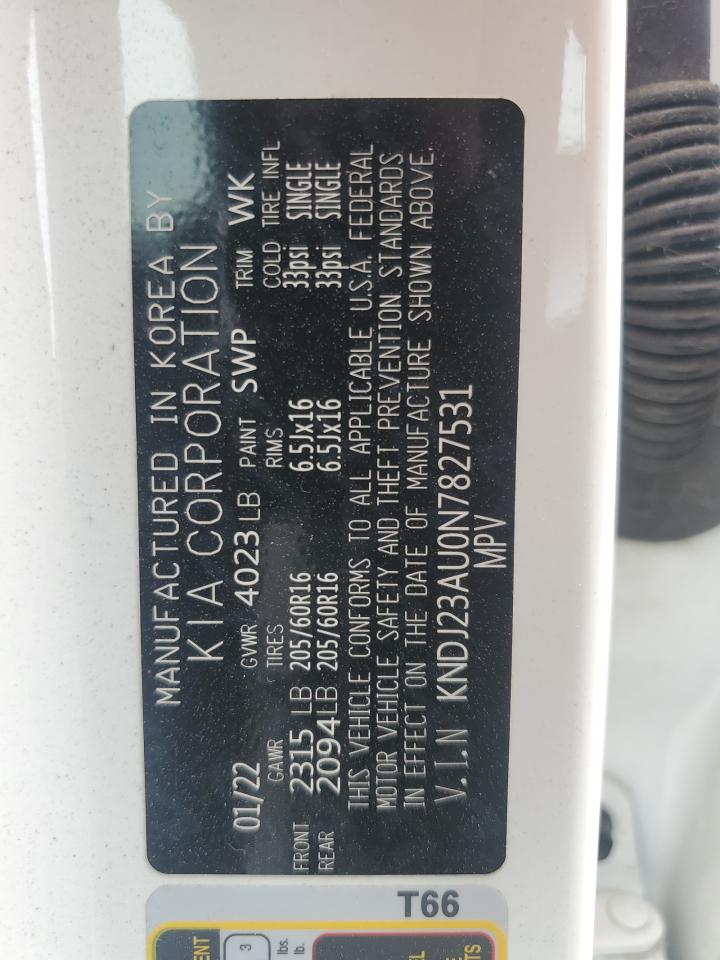 MANUFACTURED IN KOREA BY
KIA CORPORATION
01/22 GVWR 4023 LB PAINT SWP TRIM WK
GAWR TIRES RIMS COLD TIRE INFL
FRONT 2315 LB 205/60R16 6.5Jx16 33psi SINGLE
REAR 2094LB 205/60R16 6.5Jx16 33psi SINGLE
THIS VEHICLE CONFORMS TO ALL APPLICABLE U.S.A. FEDERAL
MOTOR VEHICLE SAFETY AND THEFT PREVENTION STANDARDS
IN EFFECT ON THE DATE OF MANUFACTURE SHOWN ABOVE.
V.I.N KNDJ23AU0N7827531
MPV
T66
3
lbs.
lb.